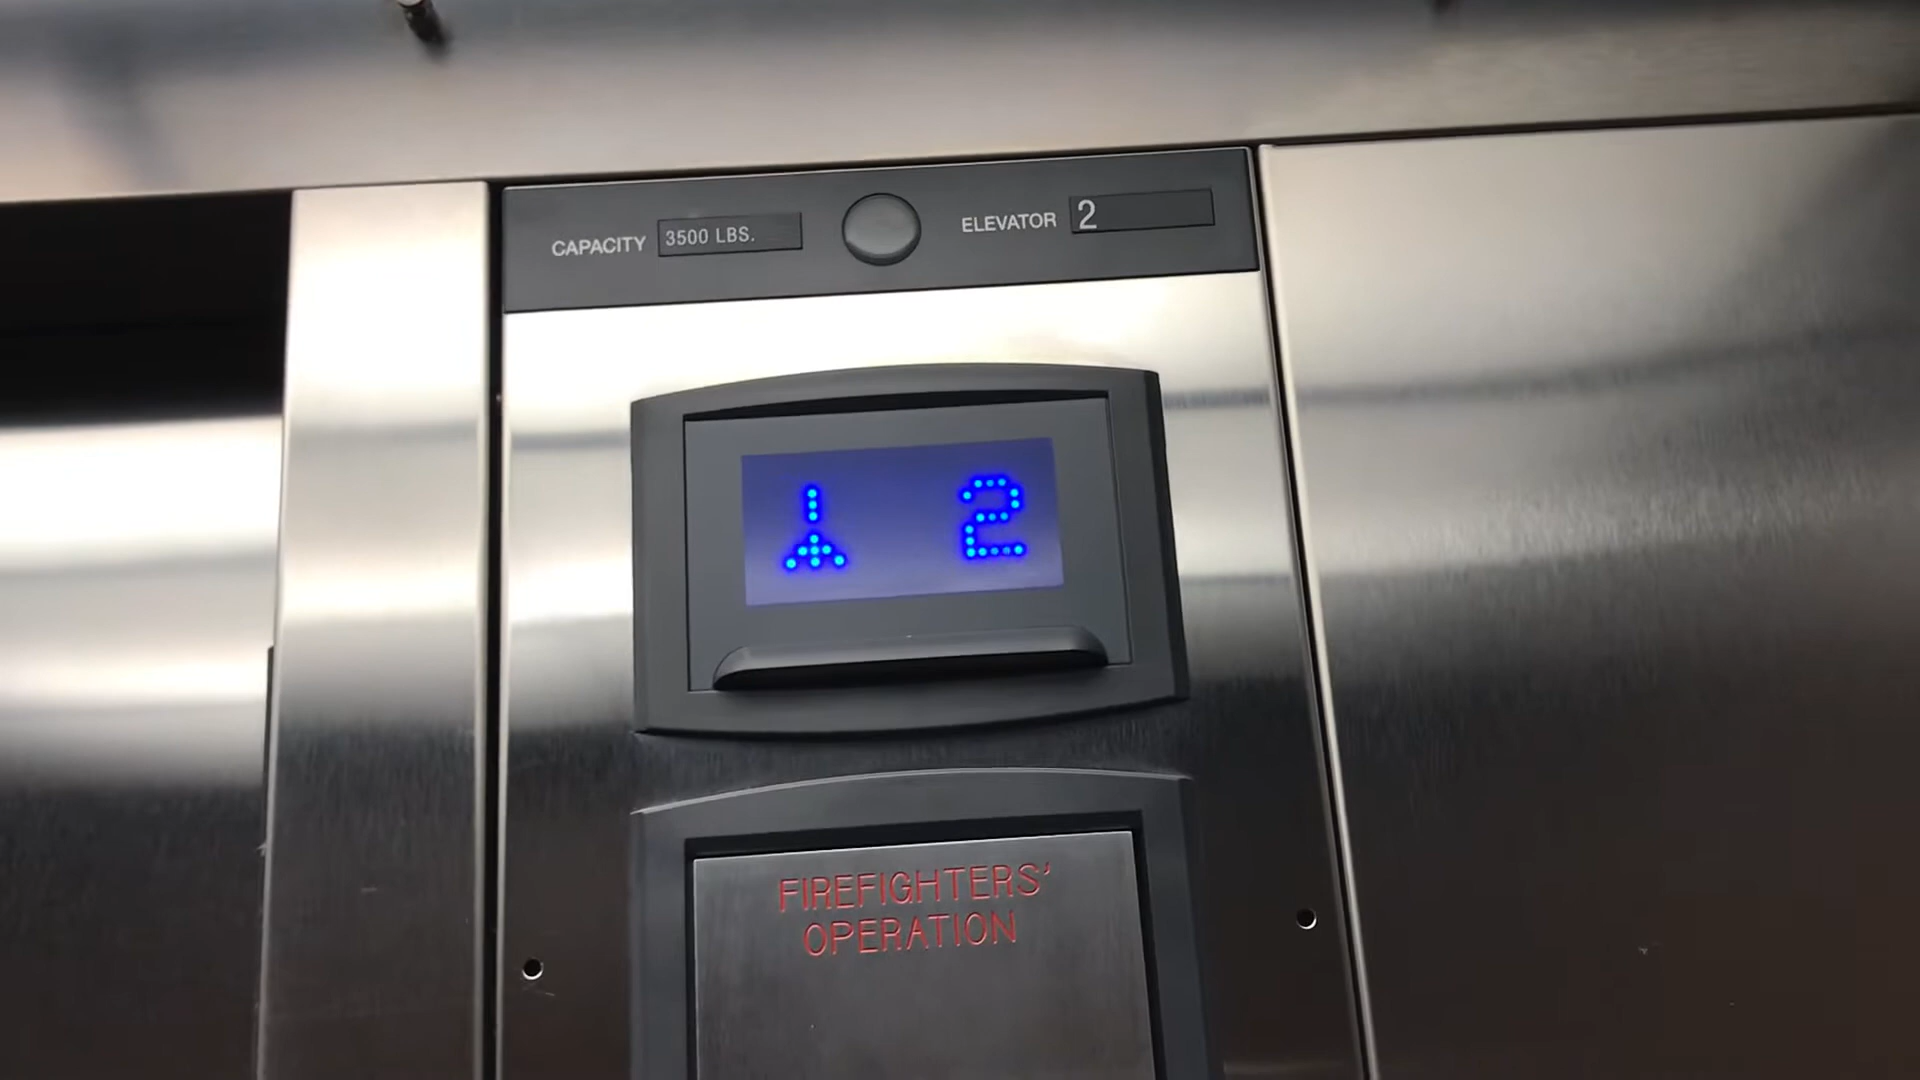 CAPACITY 3500 LBS. ELEVATOR 2
2
FIREFIGHTERS'
OPERATION